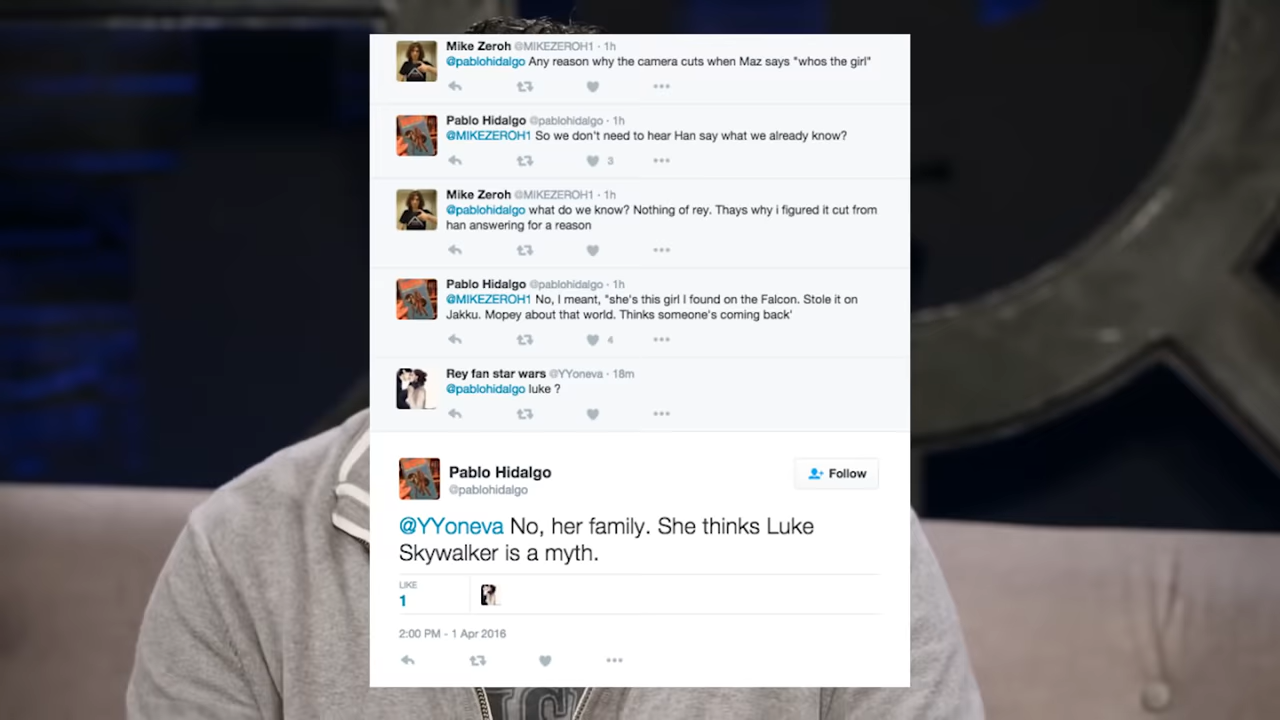 Mike Zeroh @MIKEZEROH1 · 1h
@pablohidalgo Any reason why the camera cuts when Maz says "whos the girl"
Pablo Hidalgo @pablohidalgo · 1h
@MIKEZEROH1 So we don't need to hear Han say what we already know?
3
Mike Zeroh @MIKEZEROH1 · 1h
@pablohidalgo what do we know? Nothing of rey. Thays why i figured it cut from
han answering for a reason
Pablo Hidalgo @pablohidalgo · 1h
@MIKEZEROH1 No, I meant, "she's this girl I found on the Falcon. Stole it on
Jakku. Mopey about that world. Thinks someone's coming back'
4
Rey fan star wars @YYoneva · 18m
@pablohidalgo luke ?
Pablo Hidalgo
@pablohidalgo
Follow
@YYoneva No, her family. She thinks Luke
Skywalker is a myth.
LIKE
1
2:00 PM - 1 Apr 2016